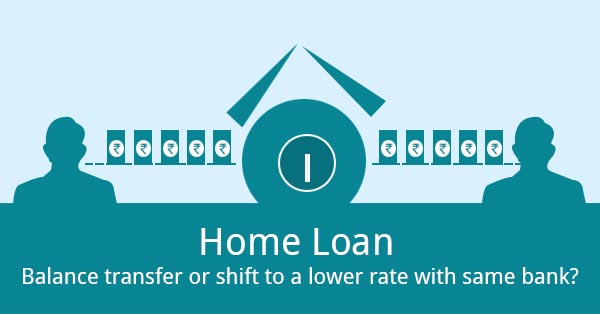 ₹ ₹ ₹ ₹ ₹ ₹ ₹ ₹ ₹ ₹
Home Loan
Balance transfer or shift to a lower rate with same bank?